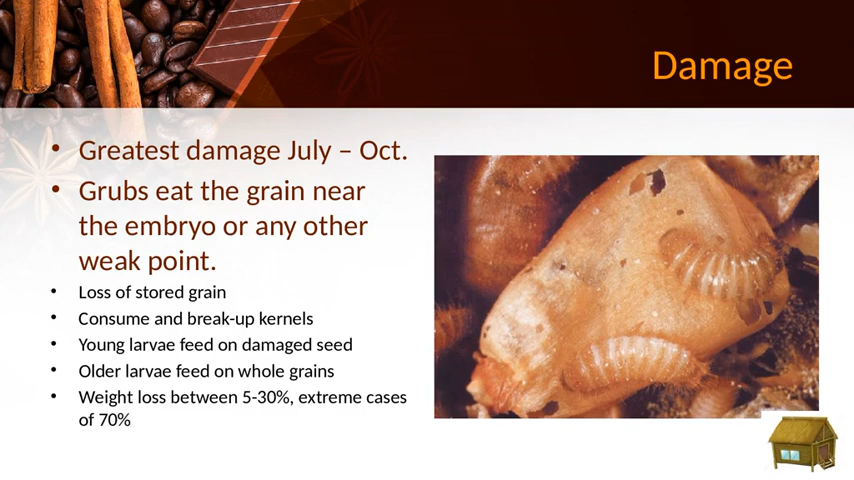 Damage
• Greatest damage July – Oct.
• Grubs eat the grain near
the embryo or any other
weak point.
• Loss of stored grain
• Consume and break-up kernels
• Young larvae feed on damaged seed
• Older larvae feed on whole grains
• Weight loss between 5-30%, extreme cases
of 70%